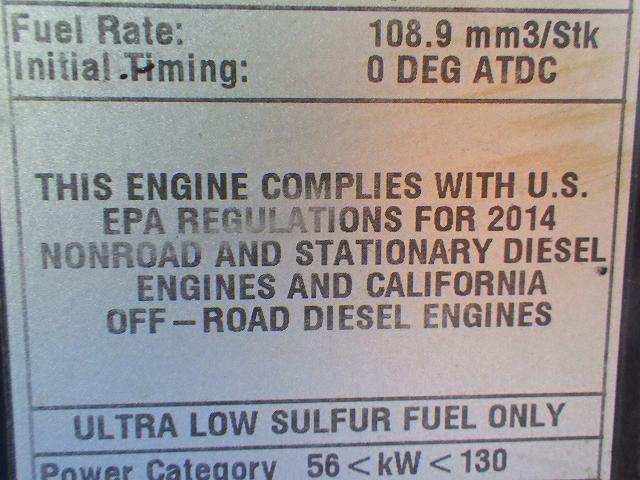 Fuel Rate: 108.9 mm3/Stk
Initial Timing: 0 DEG ATDC
THIS ENGINE COMPLIES WITH U.S.
EPA REGULATIONS FOR 2014
NONROAD AND STATIONARY DIESEL
ENGINES AND CALIFORNIA
OFF-ROAD DIESEL ENGINES
ULTRA LOW SULFUR FUEL ONLY
Power Category 56 < kW < 130